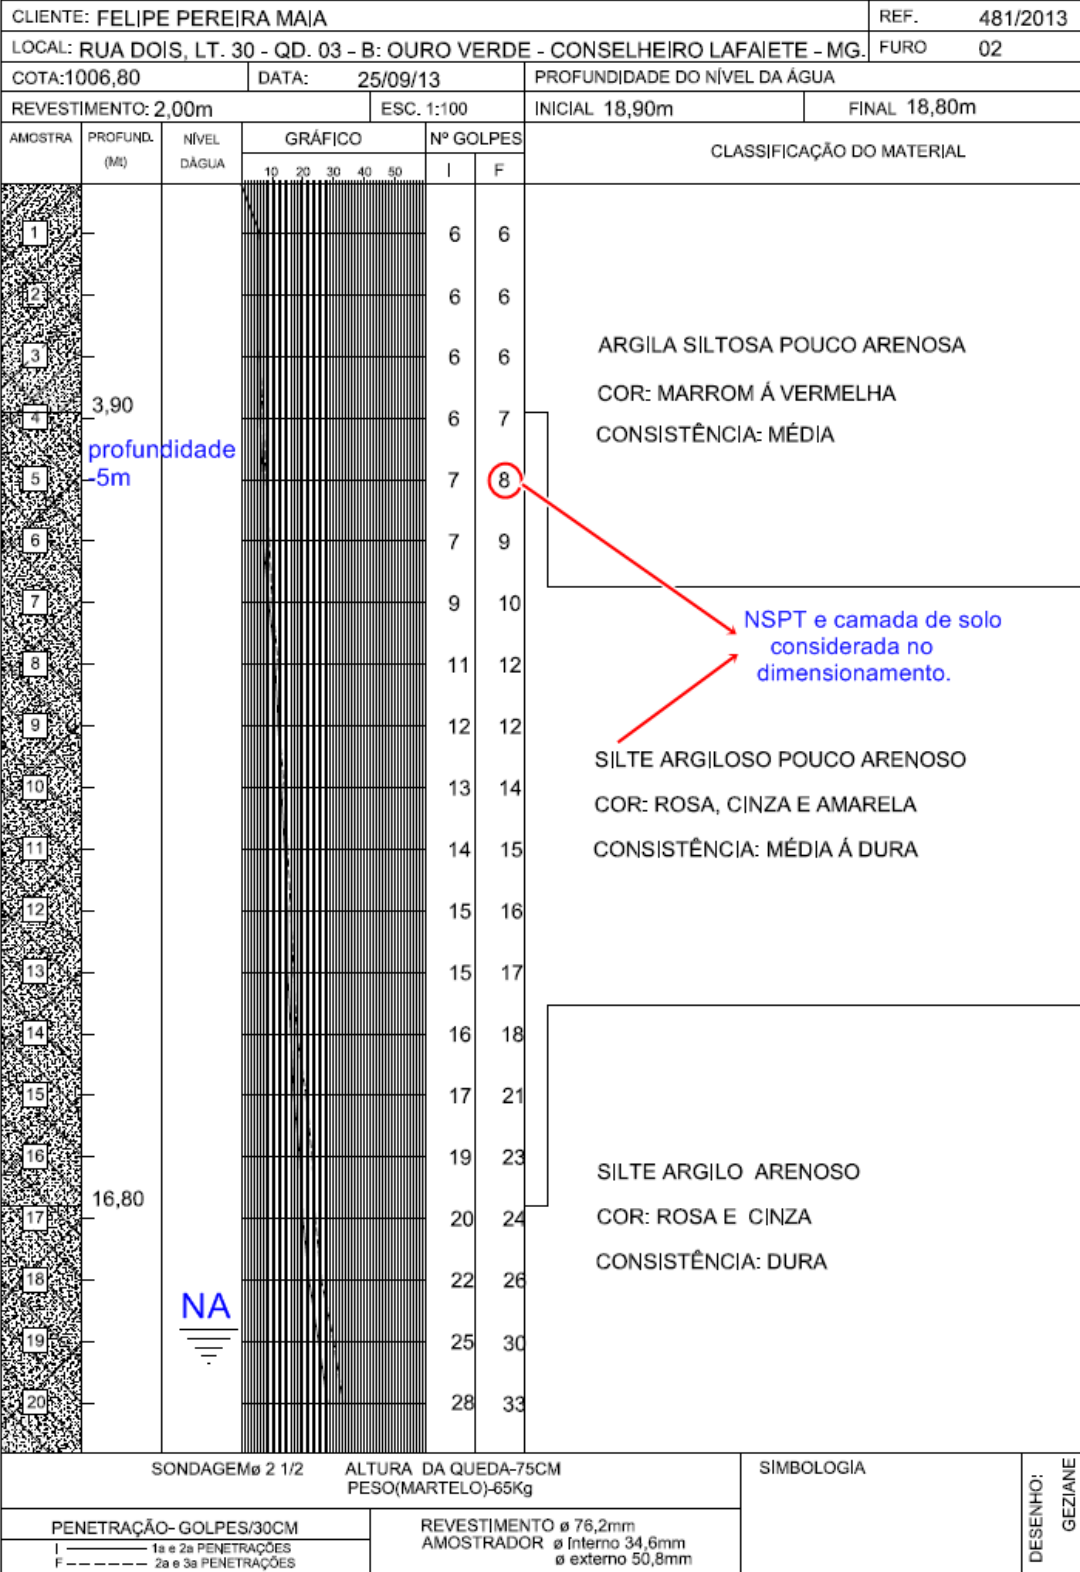 CLIENTE: FELIPE PEREIRA MAIA
REF. 481/2013
LOCAL: RUA DOIS, LT. 30 - QD. 03 - B: OURO VERDE - CONSELHEIRO LAFAIETE - MG.
FURO 02
COTA:1006,80
DATA: 25/09/13
PROFUNDIDADE DO NÍVEL DA ÁGUA
REVESTIMENTO: 2,00m
ESC. 1:100
INICIAL 18,90m
FINAL 18,80m
AMOSTRA
PROFUND.
(Mt)
NÍVEL
DÁGUA
GRÁFICO
10 20 30 40 50
Nº GOLPES
I F
CLASSIFICAÇÃO DO MATERIAL
1 6 6
2 6 6
3 6 6
3,90
4 6 7
profundidade
-5m
5 7 8
6 7 9
7 9 10
8 11 12
9 12 12
10 13 14
11 14 15
12 15 16
13 15 17
14 16 18
15 17 21
16 19 23
16,80
17 20 24
18 22 26
NA
19 25 30
20 28 33
ARGILA SILTOSA POUCO ARENOSA
COR: MARROM Á VERMELHA
CONSISTÊNCIA: MÉDIA
NSPT e camada de solo
considerada no
dimensionamento.
SILTE ARGILOSO POUCO ARENOSO
COR: ROSA, CINZA E AMARELA
CONSISTÊNCIA: MÉDIA Á DURA
SILTE ARGILO ARENOSO
COR: ROSA E CINZA
CONSISTÊNCIA: DURA
SONDAGEMø 2 1/2 ALTURA DA QUEDA-75CM
PESO(MARTELO)-65Kg
SIMBOLOGIA
DESENHO:
GEZIANE
PENETRAÇÃO- GOLPES/30CM
I 1a e 2a PENETRAÇÕES
F 2a e 3a PENETRAÇÕES
REVESTIMENTO ø 76,2mm
AMOSTRADOR ø Interno 34,6mm
ø externo 50,8mm